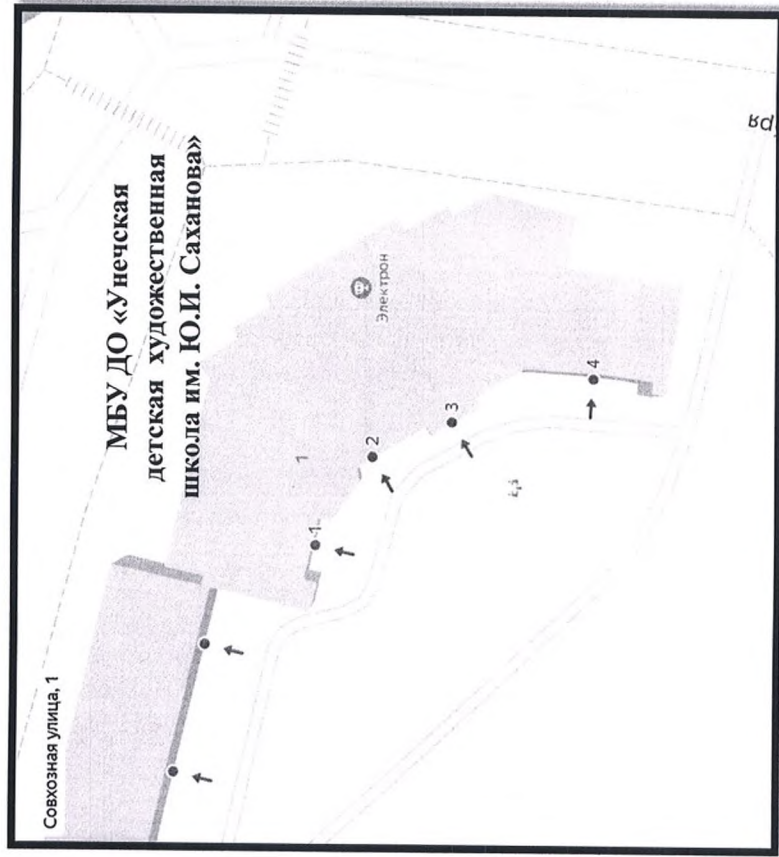 Совхозная улица, 1
МБУ ДО «Унечская
детская художественная
школа им. Ю.И. Саханова»
1
Электрон
1
2
3
4